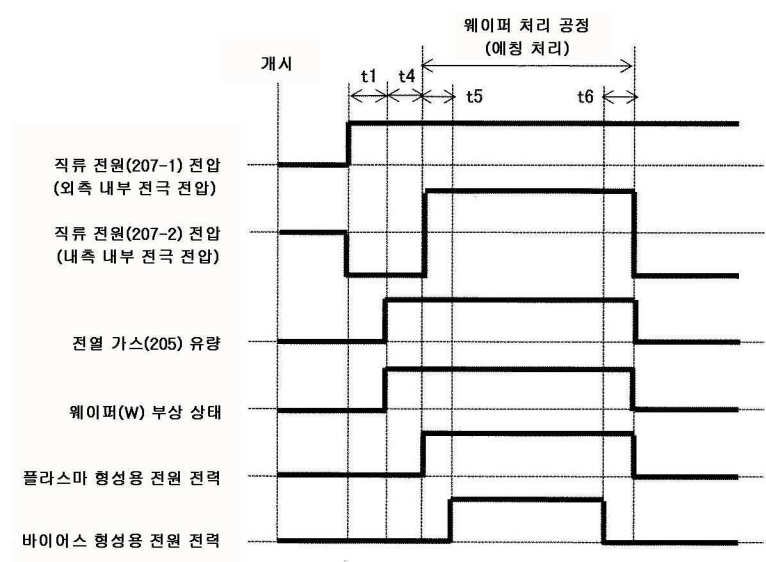 웨이퍼 처리 공정
(에칭 처리)
개시
t1
t4
t5
t6
직류 전원(207-1) 전압
(외측 내부 전극 전압)
직류 전원(207-2) 전압
(내측 내부 전극 전압)
전열 가스(205) 유량
웨이퍼(W) 부상 상태
플라스마 형성용 전원 전력
바이어스 형성용 전원 전력